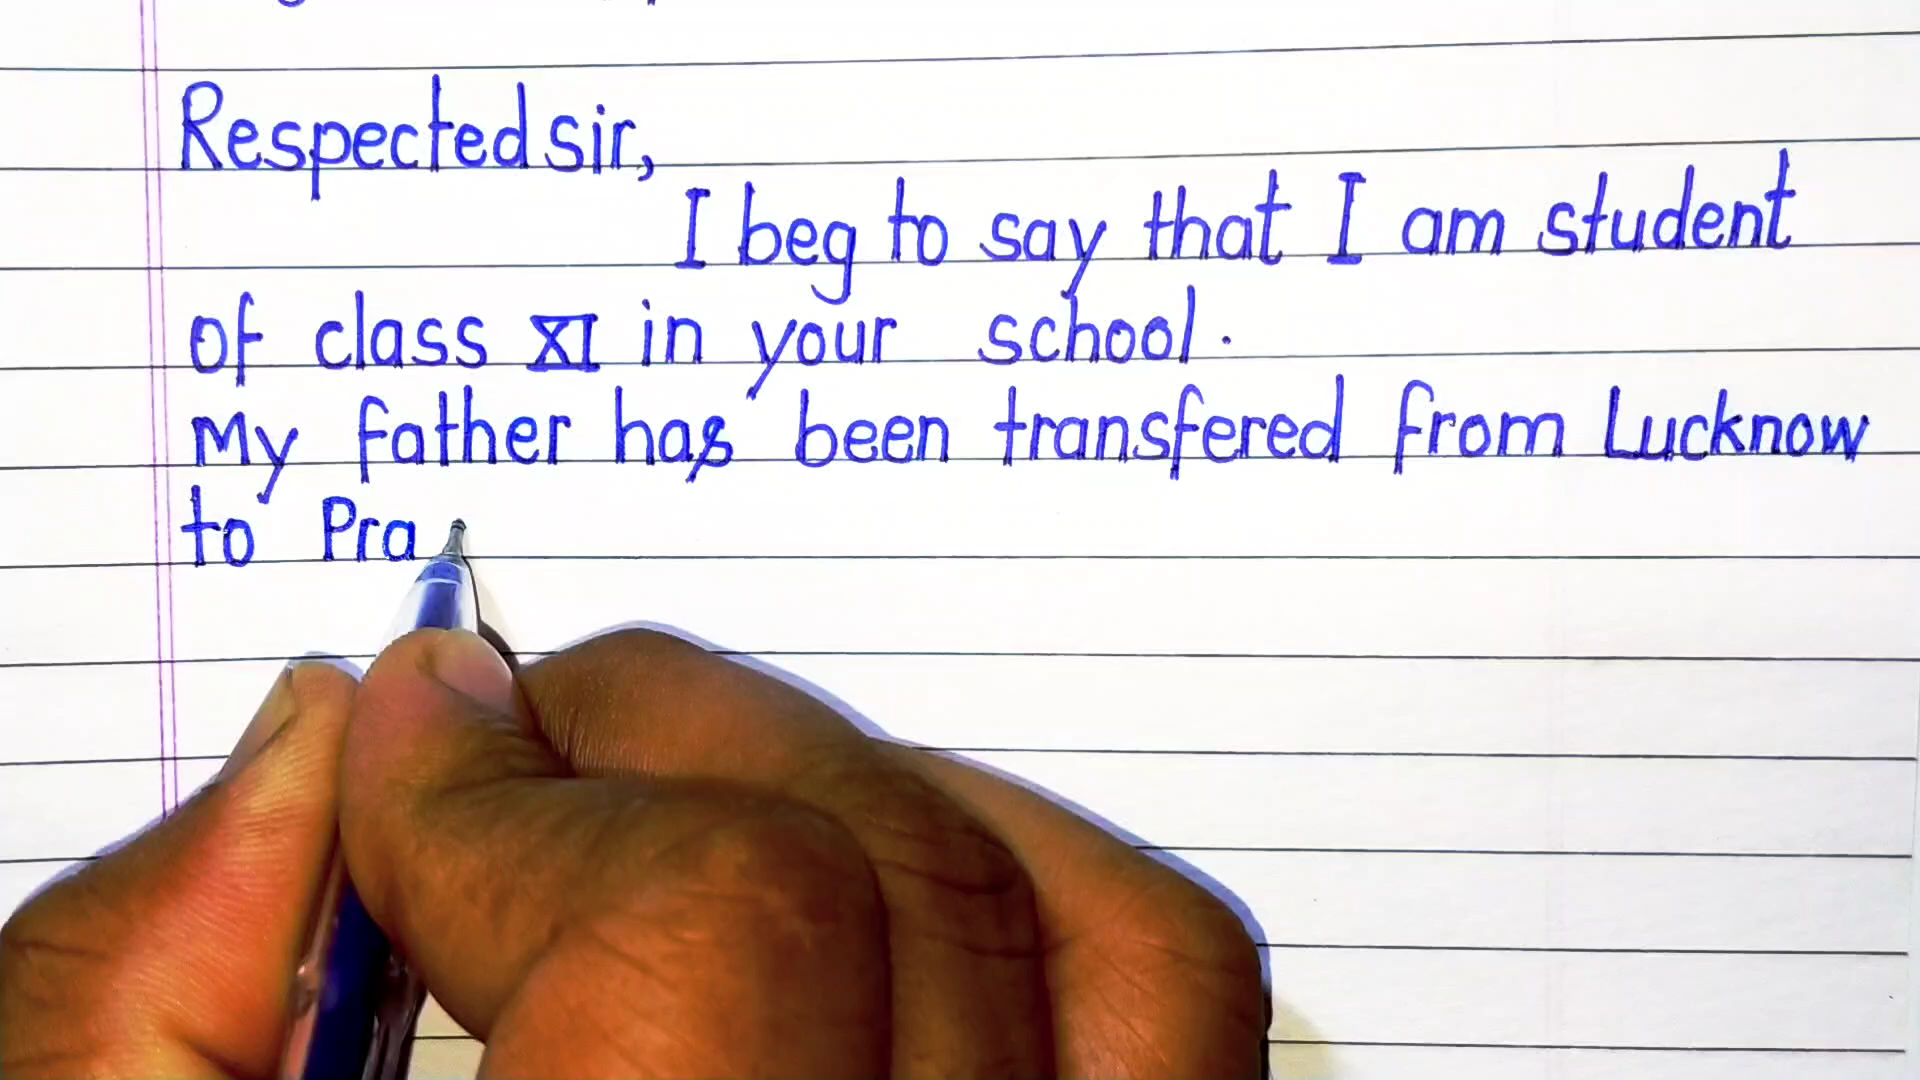 Respected sir,
I beg to say that I am student
of class XI in your school.
My father has been transfered from Lucknow
to Pra